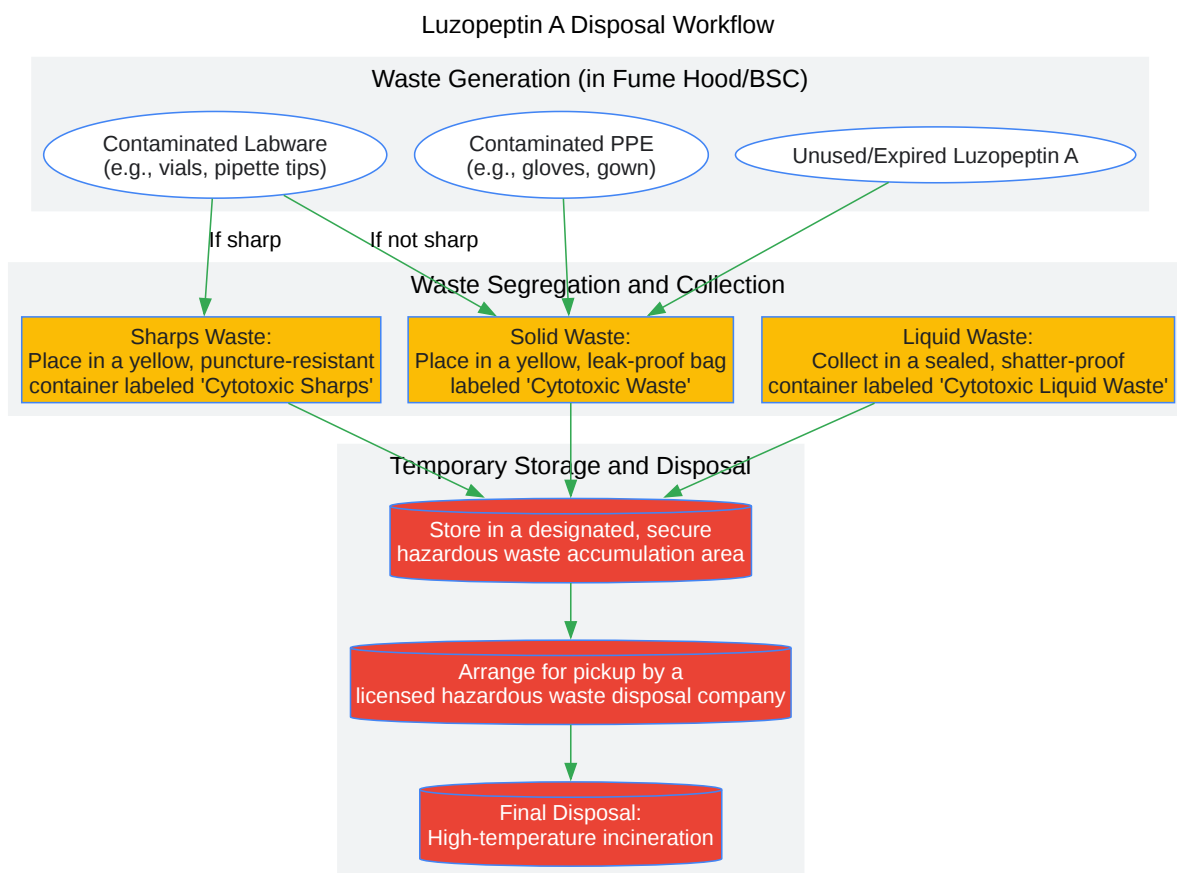 Luzopeptin A Disposal Workflow
Waste Generation (in Fume Hood/BSC)
Contaminated Labware
(e.g., vials, pipette tips)
Contaminated PPE
(e.g., gloves, gown)
Unused/Expired Luzopeptin A
If sharp
If not sharp
Waste Segregation and Collection
Sharps Waste:
Place in a yellow, puncture-resistant
container labeled 'Cytotoxic Sharps'
Solid Waste:
Place in a yellow, leak-proof bag
labeled 'Cytotoxic Waste'
Liquid Waste:
Collect in a sealed, shatter-proof
container labeled 'Cytotoxic Liquid Waste'
Temporary Storage and Disposal
Store in a designated, secure
hazardous waste accumulation area
Arrange for pickup by a
licensed hazardous waste disposal company
Final Disposal:
High-temperature incineration